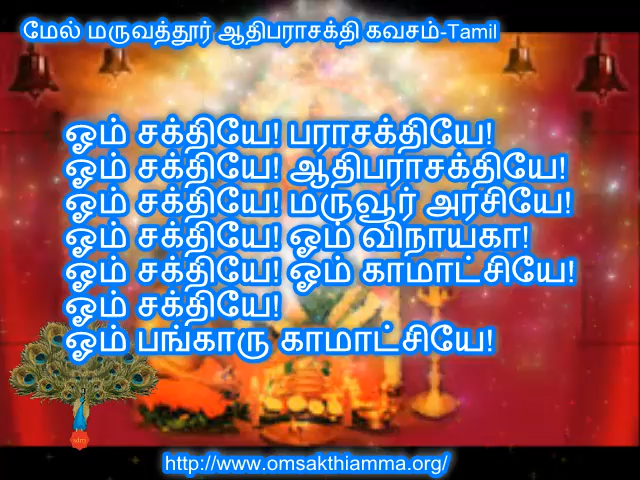 மேல் மருவத்தூர் ஆதிபராசக்தி கவசம்-Tamil
ஓம் சக்தியே! பராசக்தியே!
ஓம் சக்தியே! ஆதிபராசக்தியே!
ஓம் சக்தியே! மருவூர் அரசியே!
ஓம் சக்தியே! ஓம் விநாயகா!
ஓம் சக்தியே! ஓம் காமாட்சியே!
ஓம் சக்தியே!
ஓம் பங்காரு காமாட்சியே!
http://www.omsakthiamma.org/